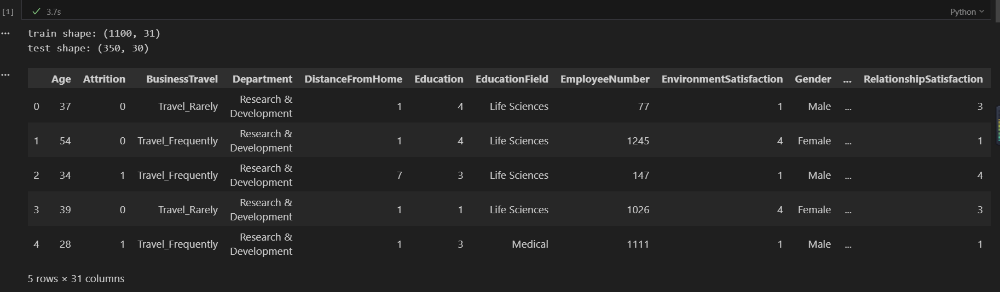 [1] 3.7s Python
... train shape: (1100, 31)
test shape: (350, 30)
... Age Attrition BusinessTravel Department DistanceFromHome Education EducationField EmployeeNumber EnvironmentSatisfaction Gender ... RelationshipSatisfaction
0 37 0 Travel_Rarely Research & Development 1 4 Life Sciences 77 1 Male ... 3
1 54 0 Travel_Frequently Research & Development 1 4 Life Sciences 1245 4 Female ... 1
2 34 1 Travel_Frequently Research & Development 7 3 Life Sciences 147 1 Male ... 4
3 39 0 Travel_Rarely Research & Development 1 1 Life Sciences 1026 4 Female ... 3
4 28 1 Travel_Frequently Research & Development 1 3 Medical 1111 1 Male ... 1
5 rows × 31 columns